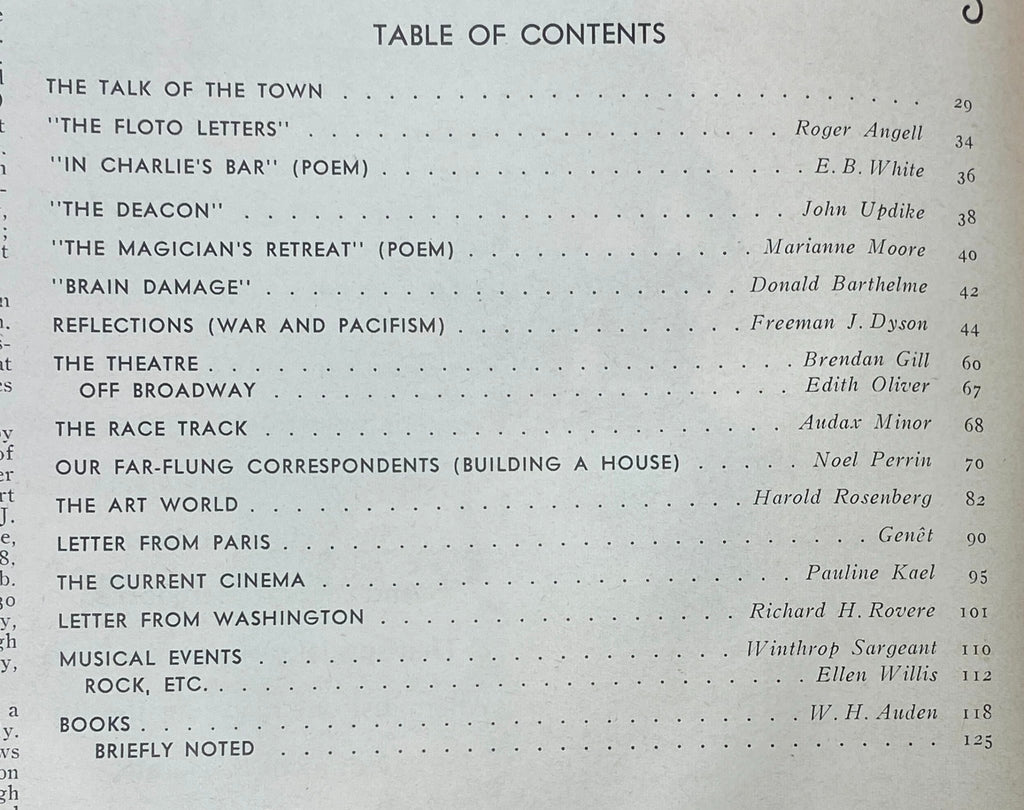 TABLE OF CONTENTS
THE TALK OF THE TOWN . . . . . . . . . . . . . . . . . . . . . . . . . . 29
"THE FLOTO LETTERS" . . . . . . . . . . . . . . . . . . . . . Roger Angell 34
"IN CHARLIE'S BAR" (POEM) . . . . . . . . . . . . . . . . . . . E. B. White 36
"THE DEACON" . . . . . . . . . . . . . . . . . . . . . . . . John Updike 38
"THE MAGICIAN'S RETREAT" (POEM) . . . . . . . . . . . . . Marianne Moore 40
"BRAIN DAMAGE" . . . . . . . . . . . . . . . . . . . . . Donald Barthelme 42
REFLECTIONS (WAR AND PACIFISM) . . . . . . . . . . . . . Freeman J. Dyson 44
THE THEATRE . . . . . . . . . . . . . . . . . . . . . . . . . Brendan Gill 60
OFF BROADWAY . . . . . . . . . . . . . . . . . . . . . . . Edith Oliver 67
THE RACE TRACK . . . . . . . . . . . . . . . . . . . . . . . Audax Minor 68
OUR FAR-FLUNG CORRESPONDENTS (BUILDING A HOUSE) . . . . . Noel Perrin 70
THE ART WORLD . . . . . . . . . . . . . . . . . . . . . . Harold Rosenberg 82
LETTER FROM PARIS . . . . . . . . . . . . . . . . . . . . . . . . Genêt 90
THE CURRENT CINEMA . . . . . . . . . . . . . . . . . . . . . Pauline Kael 95
LETTER FROM WASHINGTON . . . . . . . . . . . . . . . . Richard H. Rovere 101
MUSICAL EVENTS . . . . . . . . . . . . . . . . . . . . . Winthrop Sargeant 110
ROCK, ETC. . . . . . . . . . . . . . . . . . . . . . . . . . Ellen Willis 112
BOOKS . . . . . . . . . . . . . . . . . . . . . . . . . . . . W. H. Auden 118
BRIEFLY NOTED . . . . . . . . . . . . . . . . . . . . . . . . . . . 125